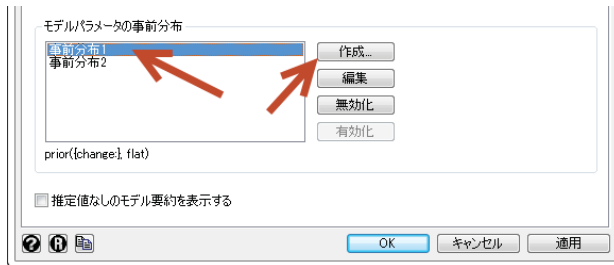 モデルパラメータの事前分布
事前分布1
事前分布2
作成...
編集
無効化
有効化
prior({change:}, flat)
推定値なしのモデル要約を表示する
OK
キャンセル
適用